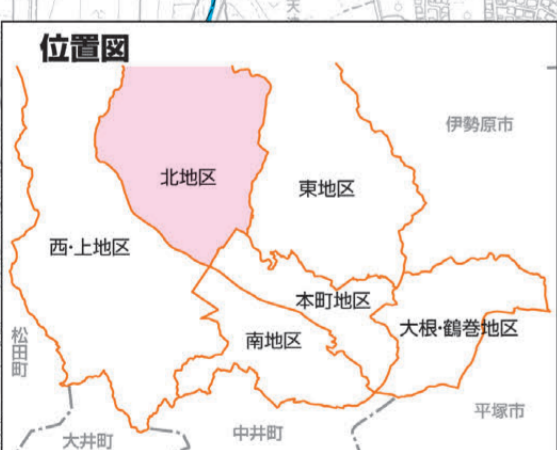 位置図
伊勢原市
北地区
東地区
西・上地区
本町地区
大根・鶴巻地区
南地区
松田町
平塚市
中井町
大井町